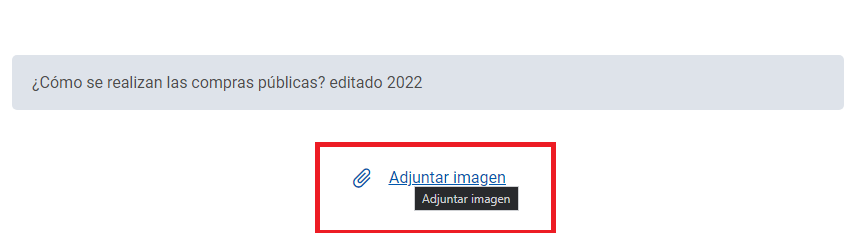 ¿Cómo se realizan las compras públicas? editado 2022
Adjuntar imagen
Adjuntar imagen